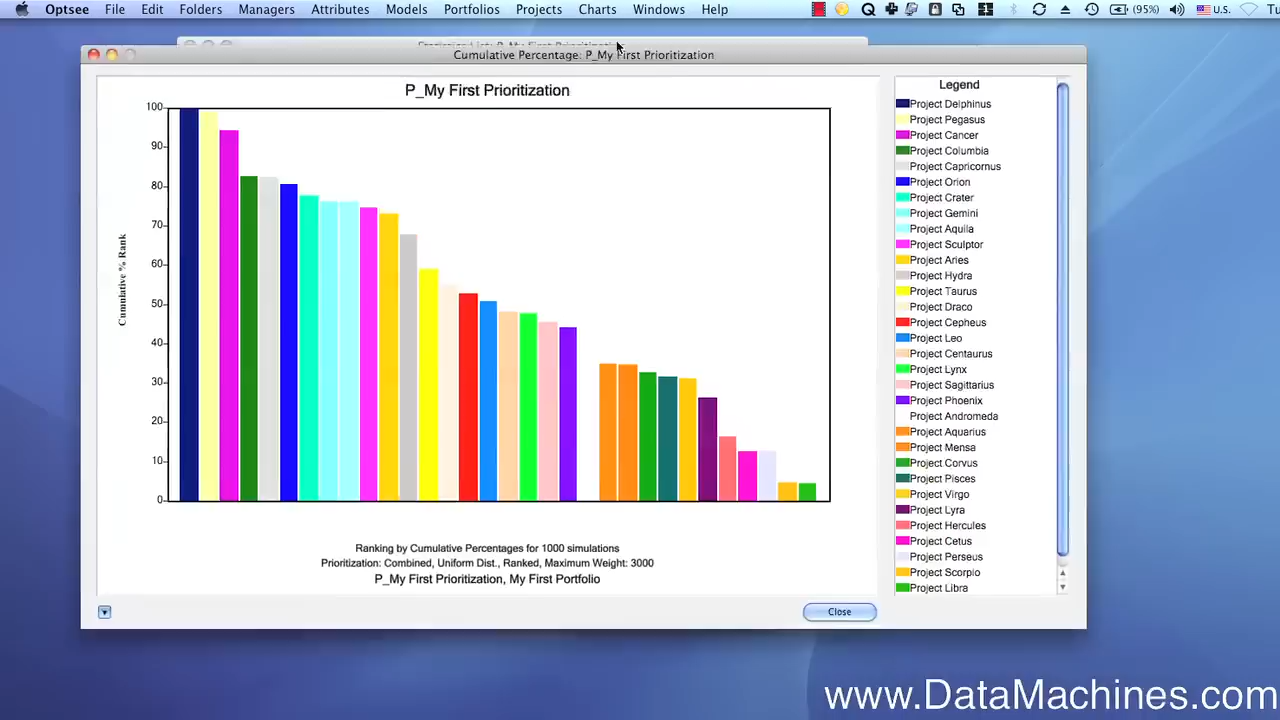 Optsee File Edit Folders Managers Attributes Models Portfolios Projects Charts Windows Help (95%) U.S. Tu
Cumulative Percentage: P_My First Prioritization
P_My First Prioritization
Legend
100
90
80
70
60
50
40
30
20
10
0
Cumulative % Rank
Project Delphinus
Project Pegasus
Project Cancer
Project Columbia
Project Capricornus
Project Orion
Project Crater
Project Gemini
Project Aquila
Project Sculptor
Project Aries
Project Hydra
Project Taurus
Project Draco
Project Cepheus
Project Leo
Project Centaurus
Project Lynx
Project Sagittarius
Project Phoenix
Project Andromeda
Project Aquarius
Project Mensa
Project Corvus
Project Pisces
Project Virgo
Project Lyra
Project Hercules
Project Cetus
Project Perseus
Project Scorpio
Project Libra
Ranking by Cumulative Percentages for 1000 simulations
Prioritization: Combined, Uniform Dist., Ranked, Maximum Weight: 3000
P_My First Prioritization, My First Portfolio
Close
www.DataMachines.com